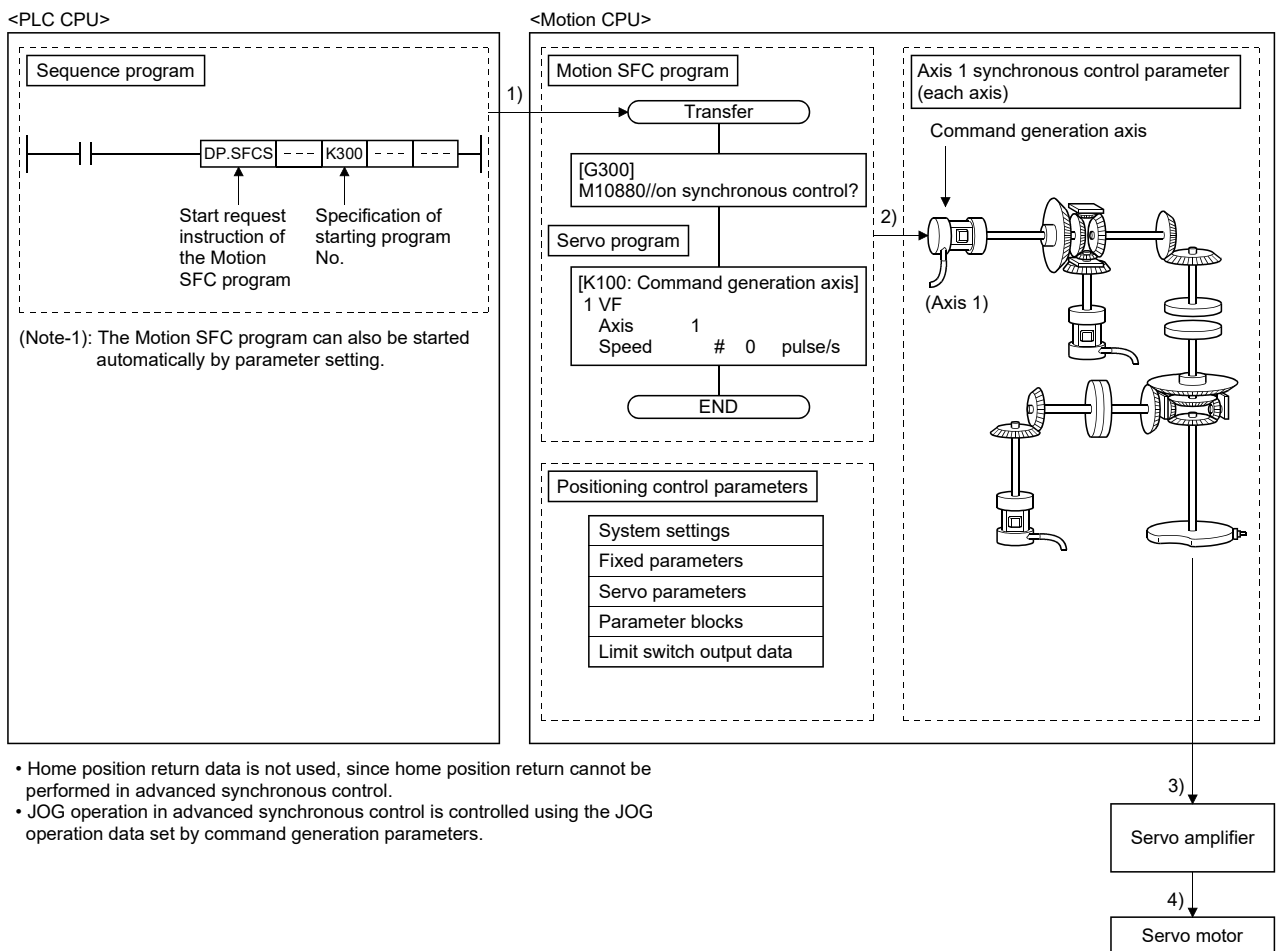 <PLC CPU>
Sequence program
DP.SFCS --- K300 --- ---
Start request
instruction of
the Motion
SFC program
Specification of
starting program
No.
(Note-1): The Motion SFC program can also be started
automatically by parameter setting.
1)
<Motion CPU>
Motion SFC program
Transfer
[G300]
M10880//on synchronous control?
Servo program
[K100: Command generation axis]
1 VF
Axis 1
Speed # 0 pulse/s
END
2)
Positioning control parameters
System settings
Fixed parameters
Servo parameters
Parameter blocks
Limit switch output data
Axis 1 synchronous control parameter
(each axis)
Command generation axis
(Axis 1)
• Home position return data is not used, since home position return cannot be
performed in advanced synchronous control.
• JOG operation in advanced synchronous control is controlled using the JOG
operation data set by command generation parameters.
3)
Servo amplifier
4)
Servo motor